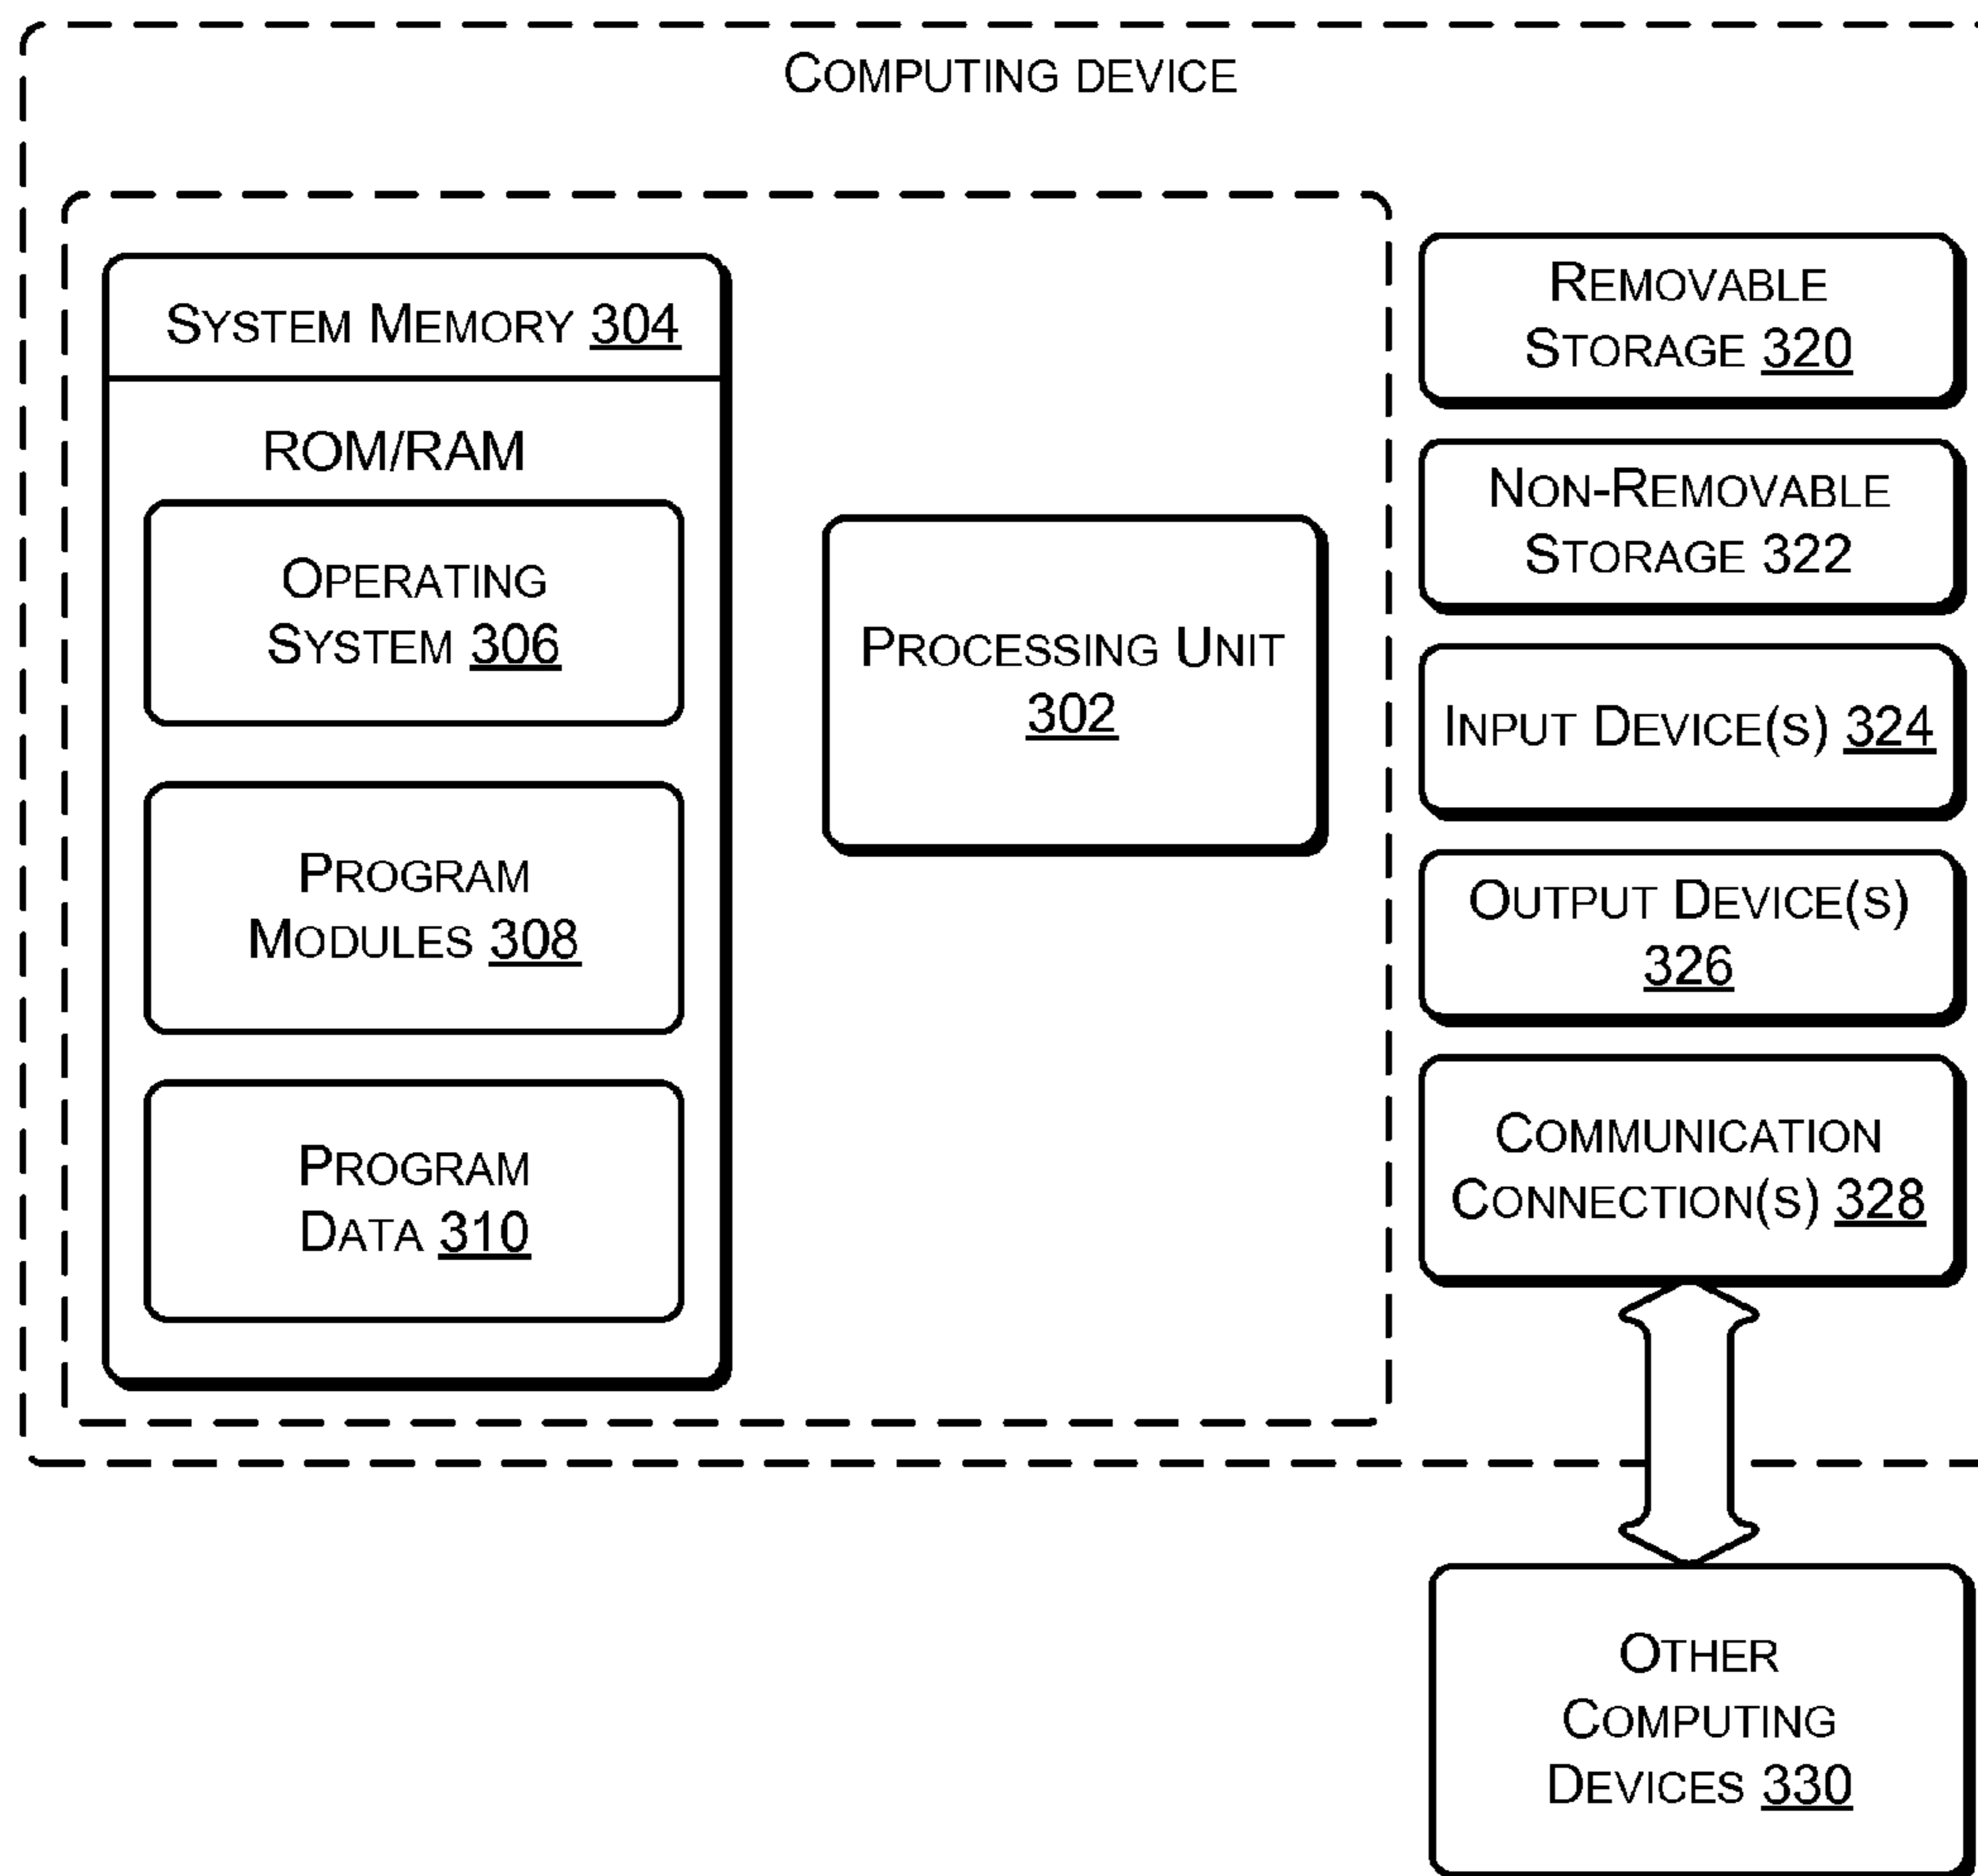 COMPUTING DEVICE
SYSTEM MEMORY 304
ROM/RAM
OPERATING
SYSTEM 306
PROGRAM
MODULES 308
PROGRAM
DATA 310
PROCESSING UNIT
302
REMOVABLE
STORAGE 320
NON-REMOVABLE
STORAGE 322
INPUT DEVICE(S) 324
OUTPUT DEVICE(S)
326
COMMUNICATION
CONNECTION(S) 328
OTHER
COMPUTING
DEVICES 330